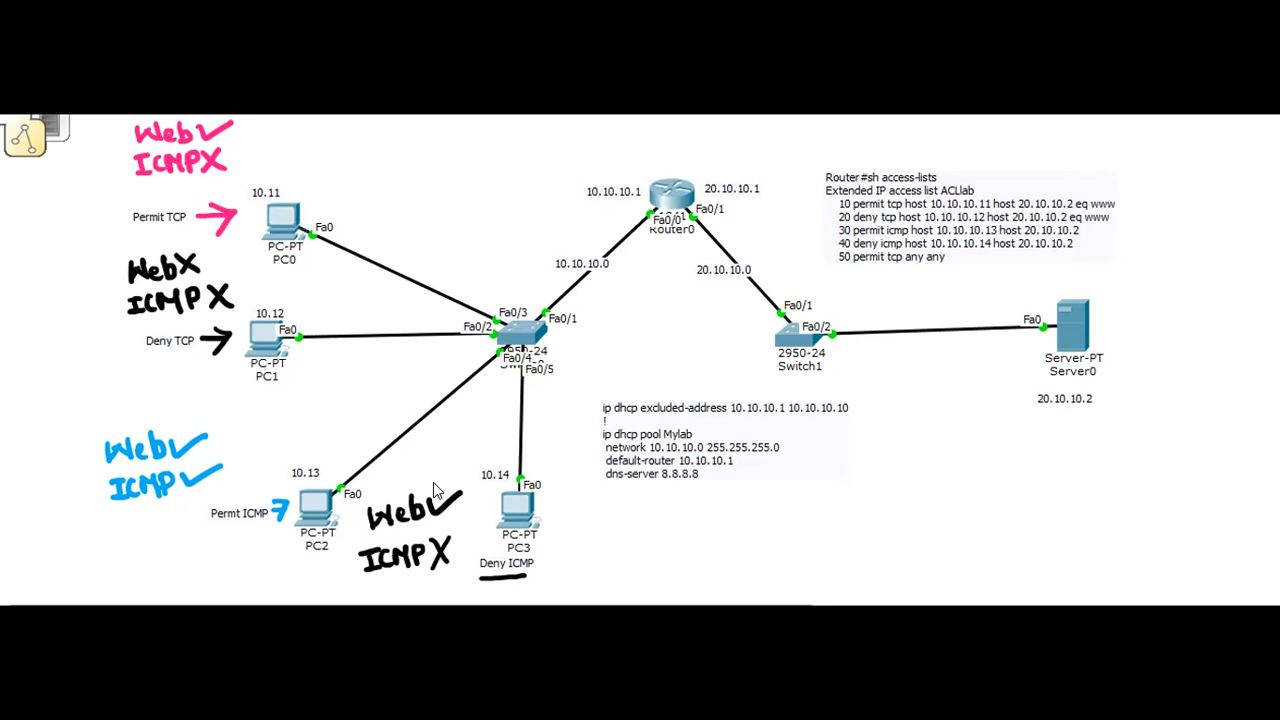 Web✓
ICMPX
10.11
Permit TCP
Fa0
PC-PT
PC0
WebX
ICMP X
10.12
Fa0
Deny TCP
PC-PT
PC1
Web✓
ICMP✓
10.13
Fa0
Permt ICMP
PC-PT
PC2
Web✓
ICMPX
10.14
Fa0
PC-PT
PC3
Deny ICMP
Fa0/3
Fa0/2
Fa0/1
Fa0/4
Fa0/5
10.10.10.0
10.10.10.1
20.10.10.1
Fa0/0
Fa0/1
Router0
20.10.10.0
Fa0/1
Fa0/2
2950-24
Switch1
Fa0
Server-PT
Server0
20.10.10.2
Router #sh access-lists
Extended IP access list ACLlab
10 permit tcp host 10.10.10.11 host 20.10.10.2 eq www
20 deny tcp host 10.10.10.12 host 20.10.10.2 eq www
30 permit icmp host 10.10.10.13 host 20.10.10.2
40 deny icmp host 10.10.10.14 host 20.10.10.2
50 permit tcp any any
ip dhcp excluded-address 10.10.10.1 10.10.10.10
!
ip dhcp pool Mylab
network 10.10.10.0 255.255.255.0
default-router 10.10.10.1
dns-server 8.8.8.8